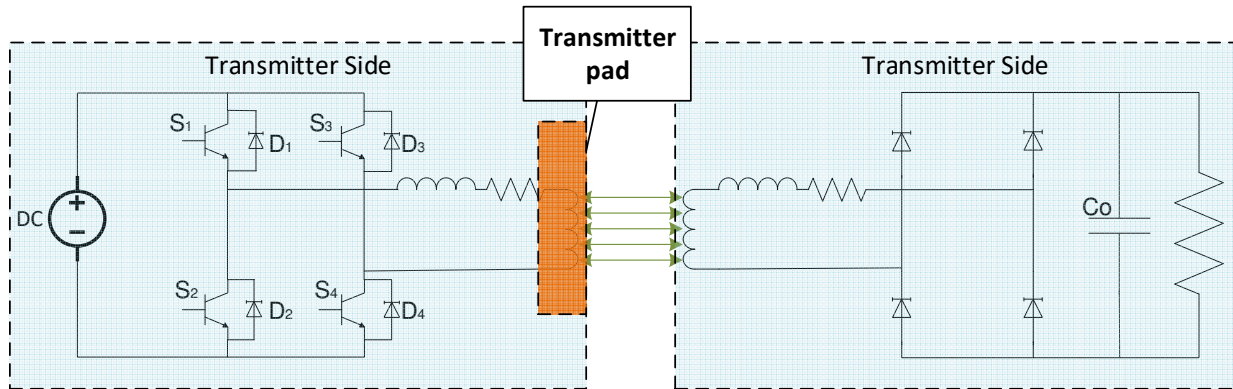 Transmitter
pad
Transmitter Side
Transmitter Side
S1
D1
S3
D3
DC
Co
S2
D2
S4
D4